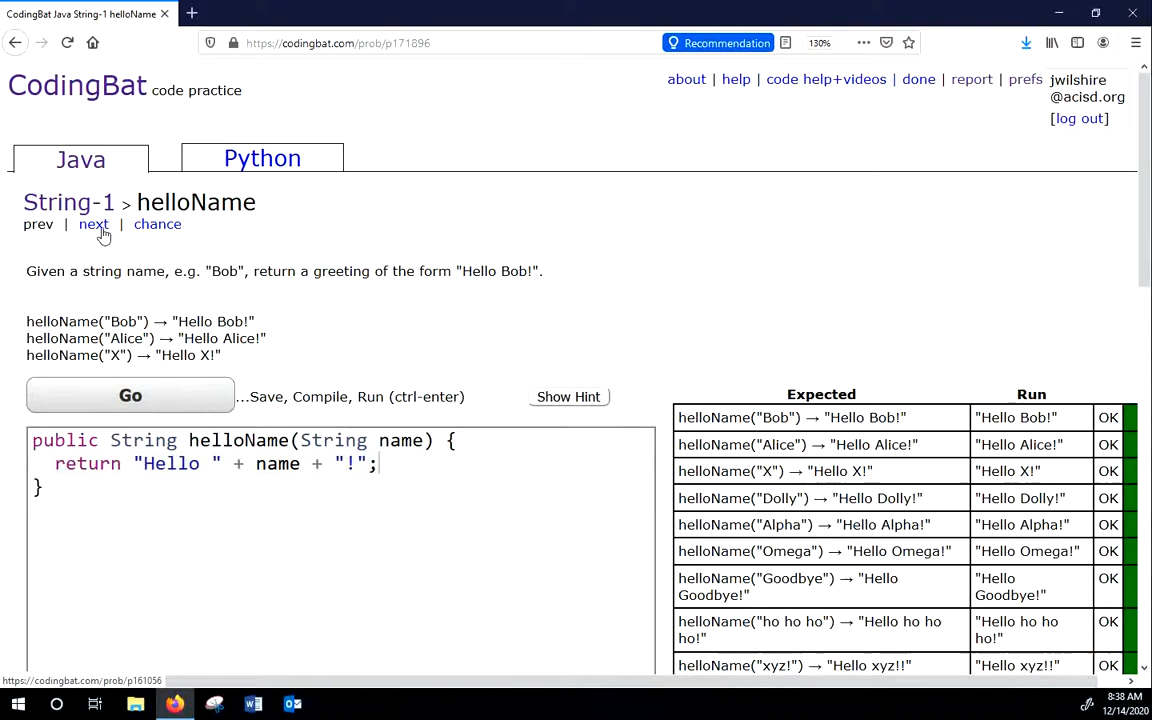 CodingBat Java String-1 helloName
https://codingbat.com/prob/p171896
Recommendation
130%
CodingBat code practice
about | help | code help+videos | done | report | prefs
jwilshire
@acisd.org
[log out]
Java
Python
String-1 > helloName
prev | next | chance
Given a string name, e.g. "Bob", return a greeting of the form "Hello Bob!".
helloName("Bob") → "Hello Bob!"
helloName("Alice") → "Hello Alice!"
helloName("X") → "Hello X!"
Go
...Save, Compile, Run (ctrl-enter)
Show Hint
public String helloName(String name) {
return "Hello " + name + "!";
}
Expected Run
helloName("Bob") → "Hello Bob!" "Hello Bob!" OK
helloName("Alice") → "Hello Alice!" "Hello Alice!" OK
helloName("X") → "Hello X!" "Hello X!" OK
helloName("Dolly") → "Hello Dolly!" "Hello Dolly!" OK
helloName("Alpha") → "Hello Alpha!" "Hello Alpha!" OK
helloName("Omega") → "Hello Omega!" "Hello Omega!" OK
helloName("Goodbye") → "Hello "Hello OK
Goodbye!" Goodbye!"
helloName("ho ho ho") → "Hello ho ho "Hello ho ho OK
ho!" ho!"
helloName("xyz!") → "Hello xyz!!" "Hello xyz!!" OK
https://codingbat.com/prob/p161056
8:38 AM
12/14/2020